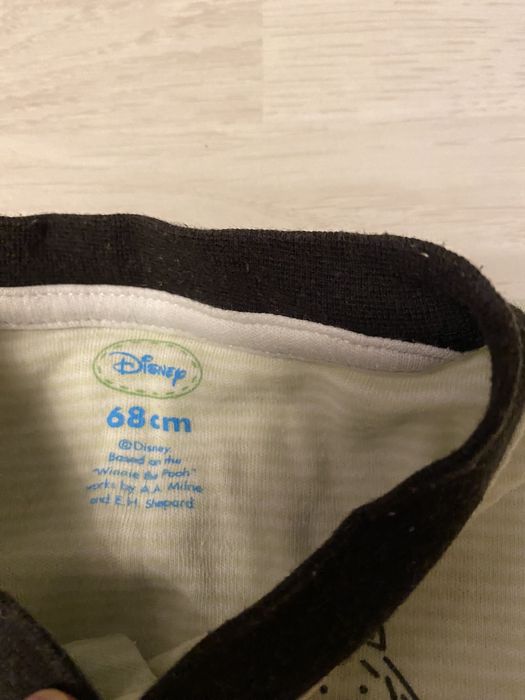 Disney
68cm
©Disney.
Based on the
"Winnie the Pooh"
works by A.A. Milne
and E.H. Shepard.